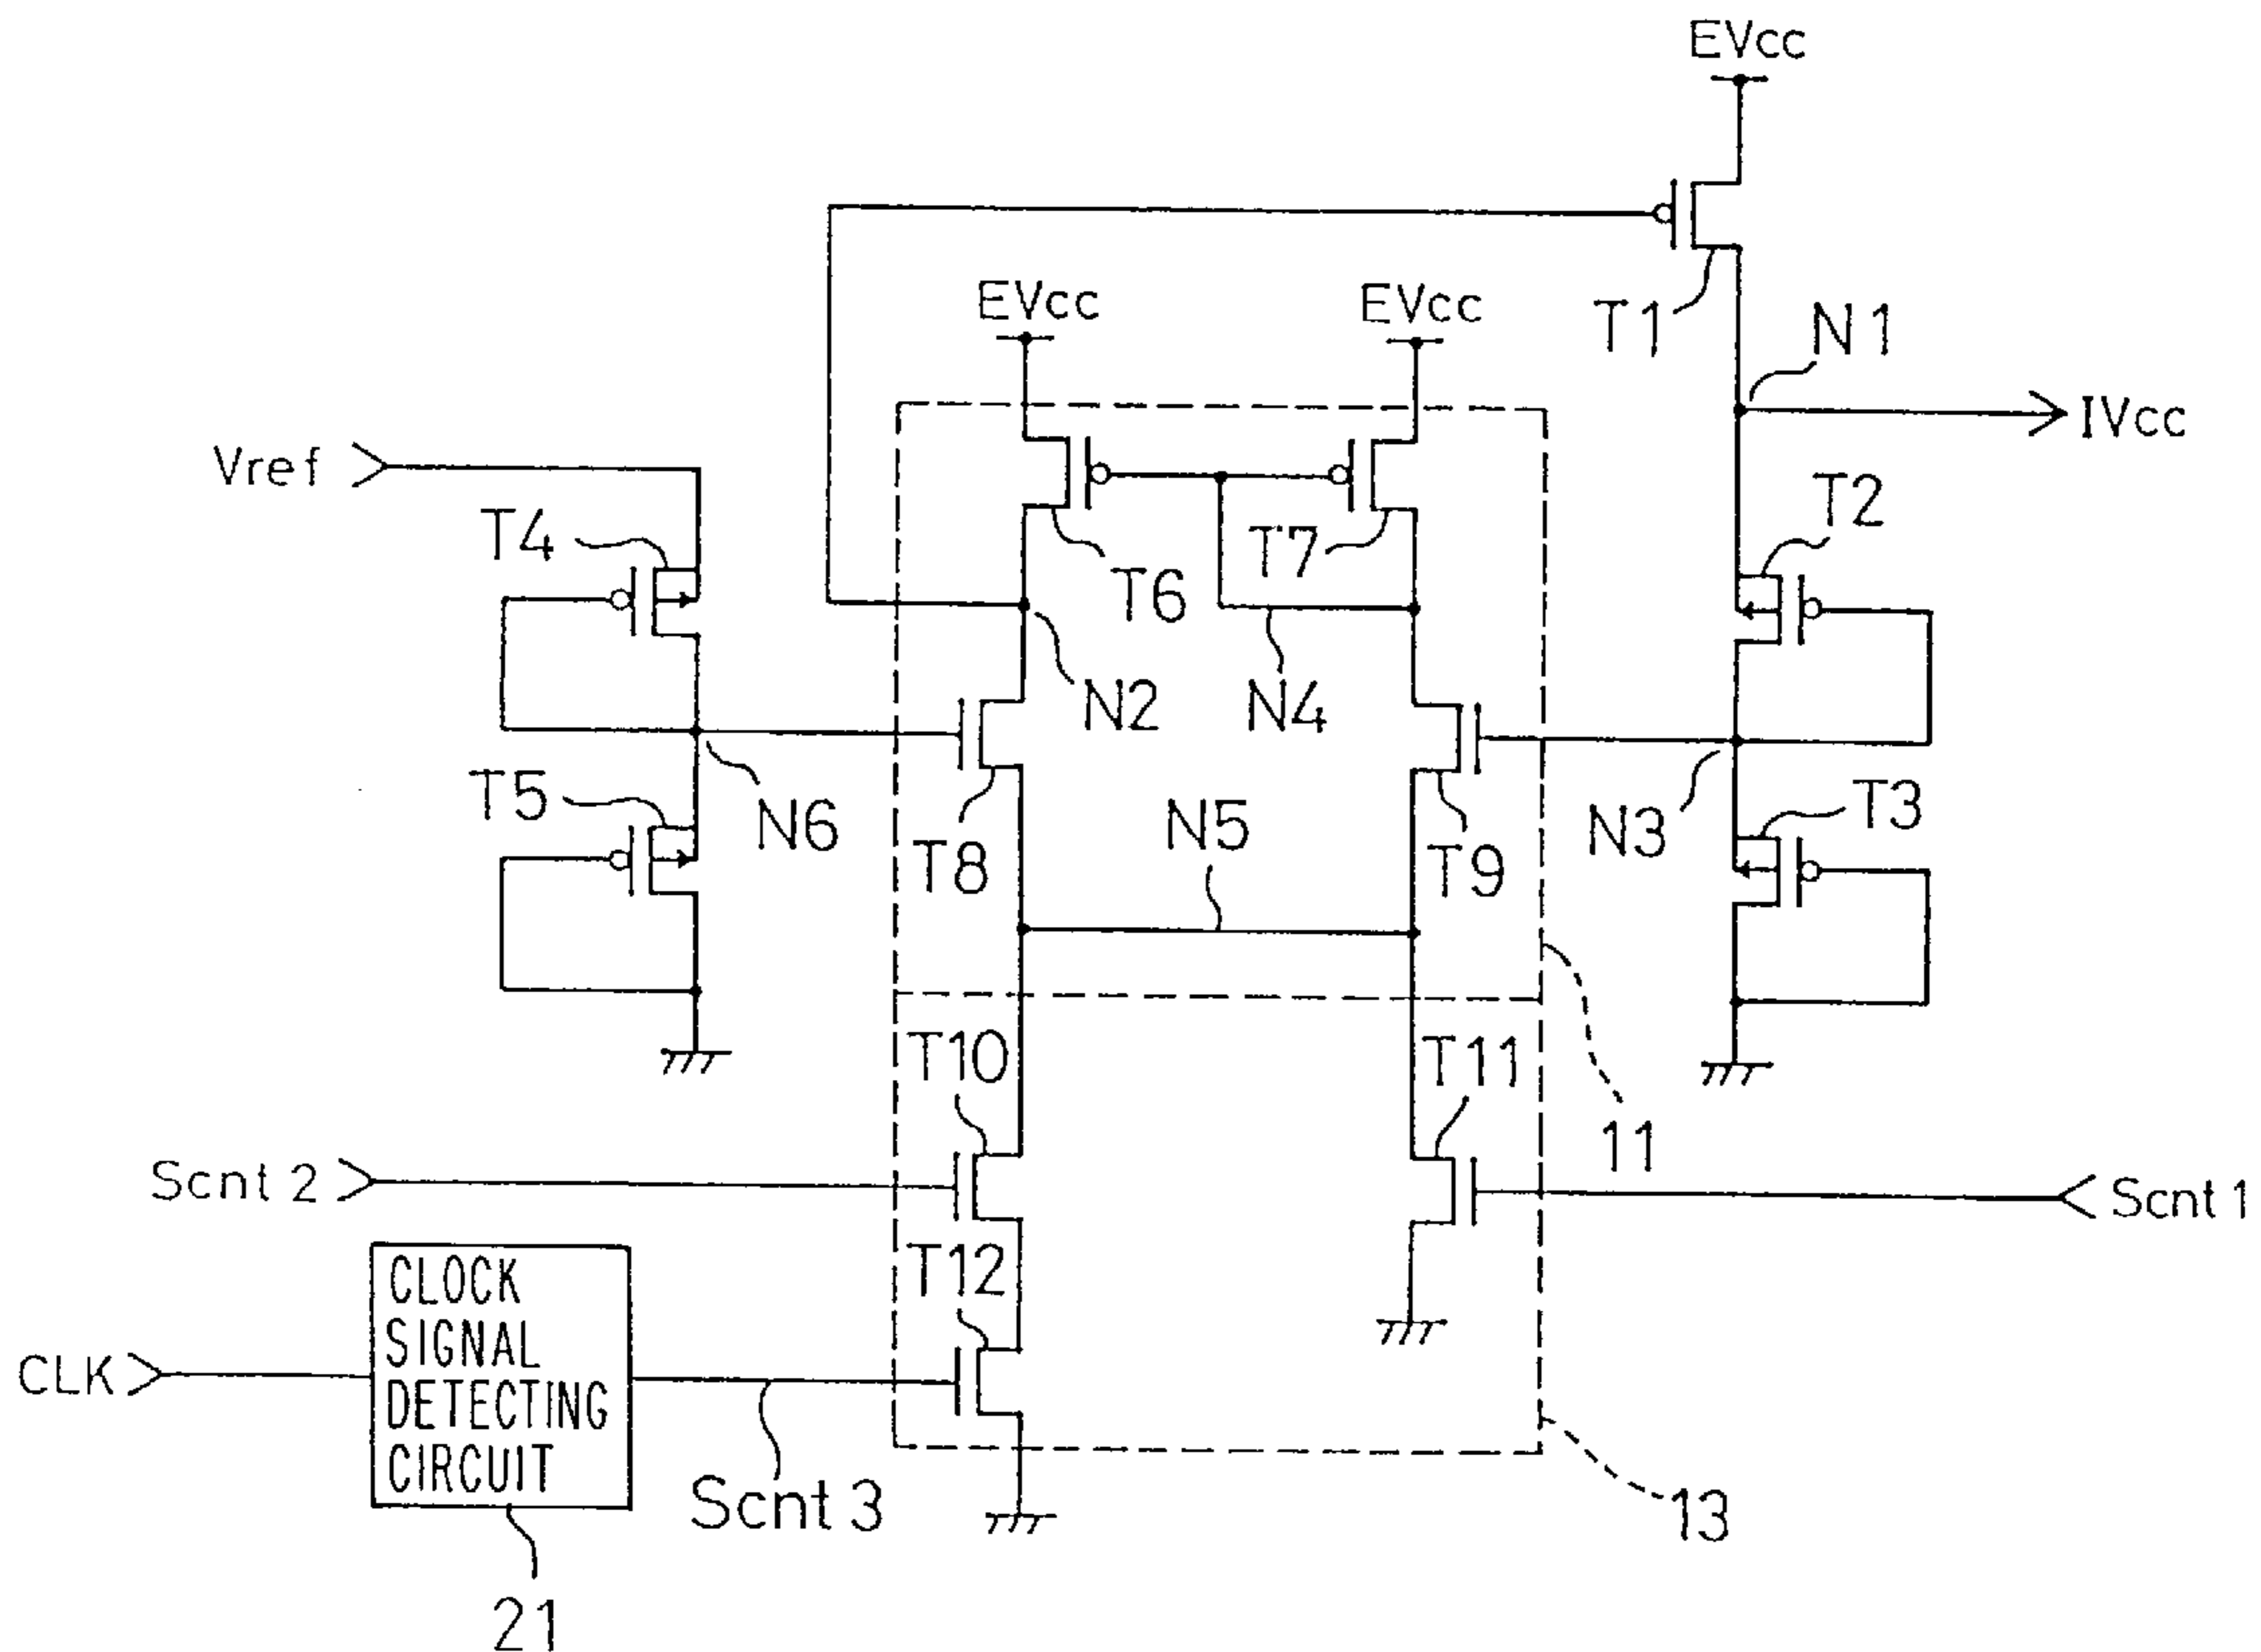 EVcc
T1
EVcc
EVcc
N1
IVcc
Vref
T4
T6
T7
T2
N2
N4
T5
N6
T8
N5
T9
N3
T3
T10
T11
11
Scnt 2
Scnt 1
T12
CLOCK
SIGNAL
DETECTING
CIRCUIT
CLK
Scnt 3
13
21